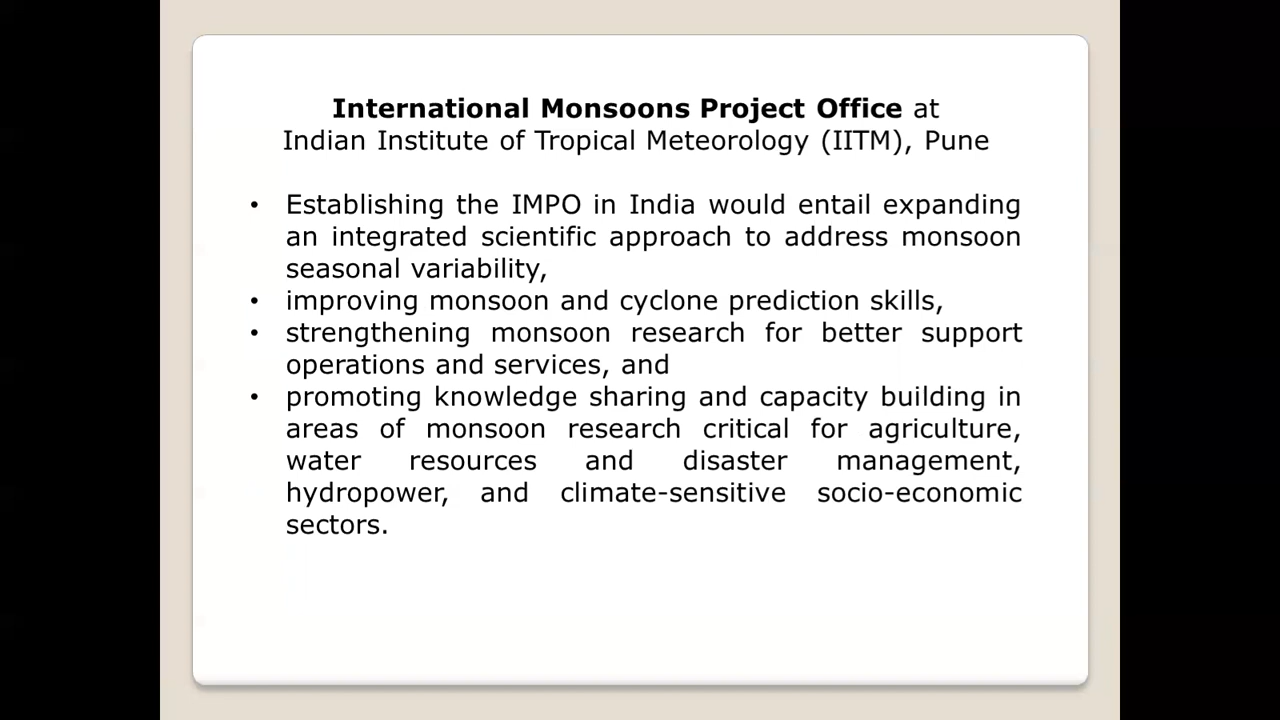 International Monsoons Project Office at
Indian Institute of Tropical Meteorology (IITM), Pune
• Establishing the IMPO in India would entail expanding
an integrated scientific approach to address monsoon
seasonal variability,
• improving monsoon and cyclone prediction skills,
• strengthening monsoon research for better support
operations and services, and
• promoting knowledge sharing and capacity building in
areas of monsoon research critical for agriculture,
water resources and disaster management,
hydropower, and climate-sensitive socio-economic
sectors.